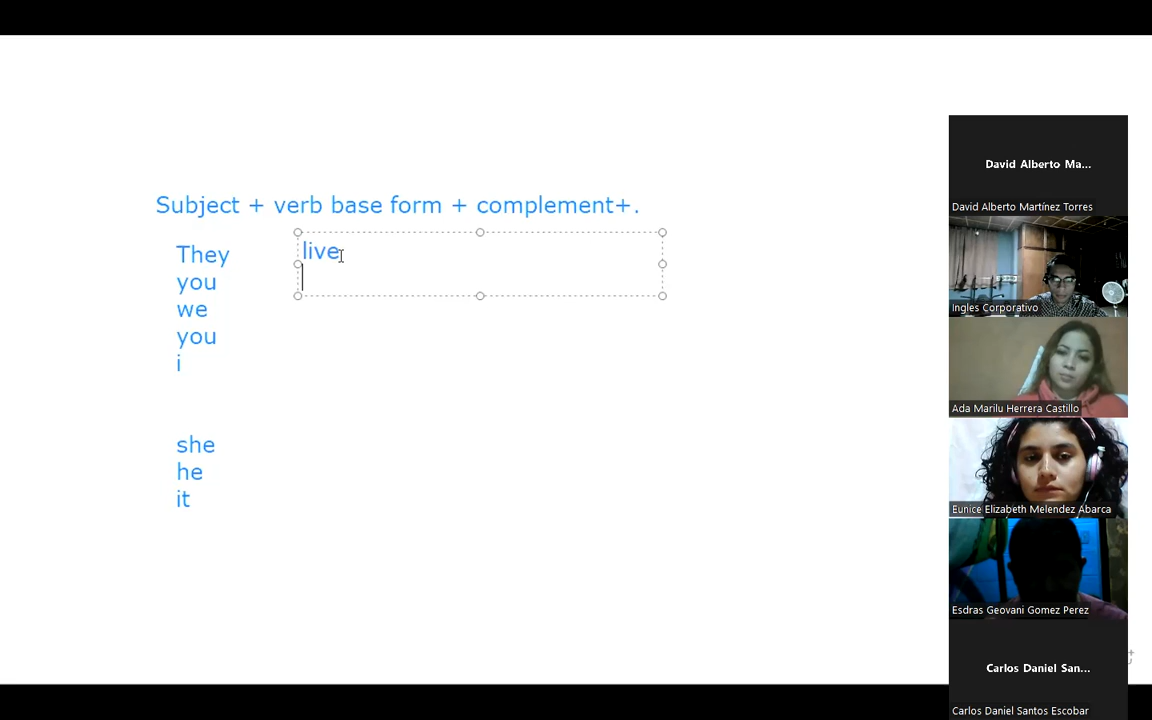 Subject + verb base form + complement+.
They
you
we
you
i
she
he
it
live
David Alberto Ma...
David Alberto Martínez Torres
Ingles Corporativo
Ada Marilu Herrera Castillo
Eunice Elizabeth Melendez Abarca
Esdras Geovani Gomez Perez
Carlos Daniel San...
Carlos Daniel Santos Escobar